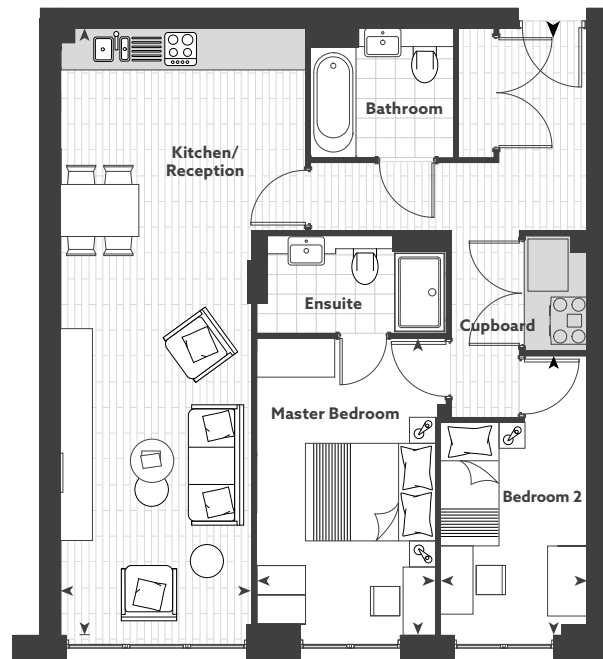 Bathroom
Kitchen/
Reception
Ensuite
Cupboard
Master Bedroom
Bedroom 2